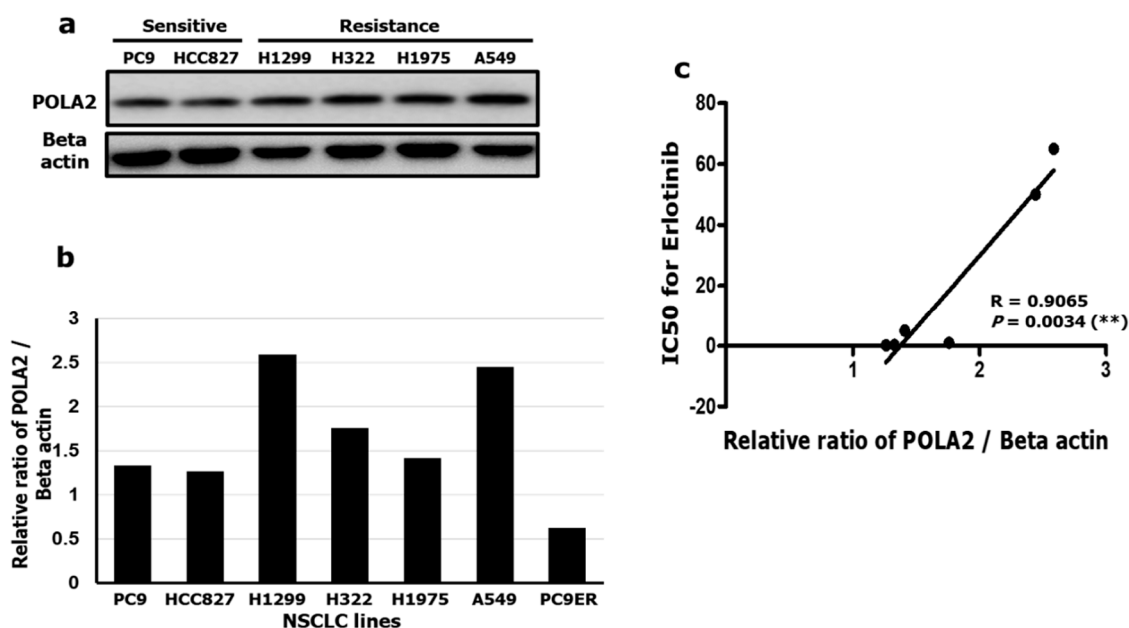 a
Sensitive Resistance
PC9 HCC827 H1299 H322 H1975 A549
POLA2
Beta
actin
b
Relative ratio of POLA2 /
Beta actin
3
2.5
2
1.5
1
0.5
0
PC9 HCC827 H1299 H322 H1975 A549 PC9ER
NSCLC lines
c
IC50 for Erlotinib
80
60
40
20
0
-20
1 2 3
R = 0.9065
P = 0.0034 (**)
Relative ratio of POLA2 / Beta actin